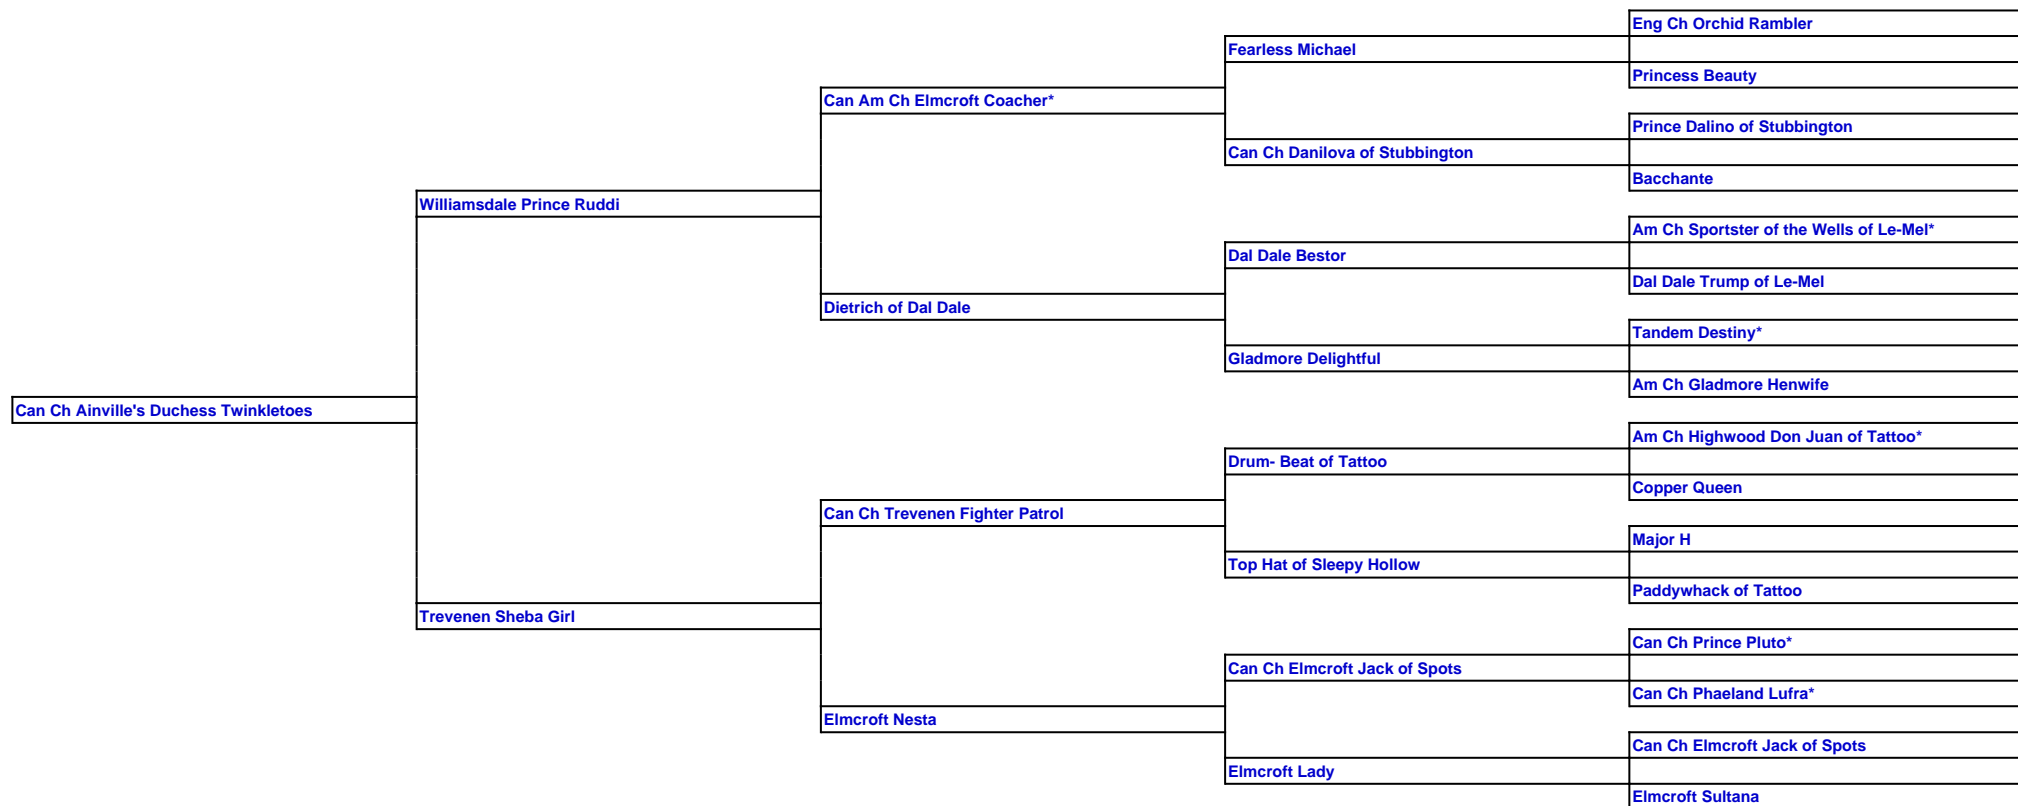 Eng Ch Orchid Rambler
Fearless Michael
Princess Beauty
Can Am Ch Elmcroft Coacher*
Prince Dalino of Stubbington
Can Ch Danilova of Stubbington
Bacchante
Williamsdale Prince Ruddi
Am Ch Sportster of the Wells of Le-Mel*
Dal Dale Bestor
Dal Dale Trump of Le-Mel
Dietrich of Dal Dale
Tandem Destiny*
Gladmore Delightful
Am Ch Gladmore Henwife
Can Ch Ainville's Duchess Twinkletoes
Am Ch Highwood Don Juan of Tattoo*
Drum- Beat of Tattoo
Copper Queen
Can Ch Trevenen Fighter Patrol
Major H
Top Hat of Sleepy Hollow
Paddywhack of Tattoo
Trevenen Sheba Girl
Can Ch Prince Pluto*
Can Ch Elmcroft Jack of Spots
Can Ch Phaeland Lufra*
Elmcroft Nesta
Can Ch Elmcroft Jack of Spots
Elmcroft Lady
Elmcroft Sultana